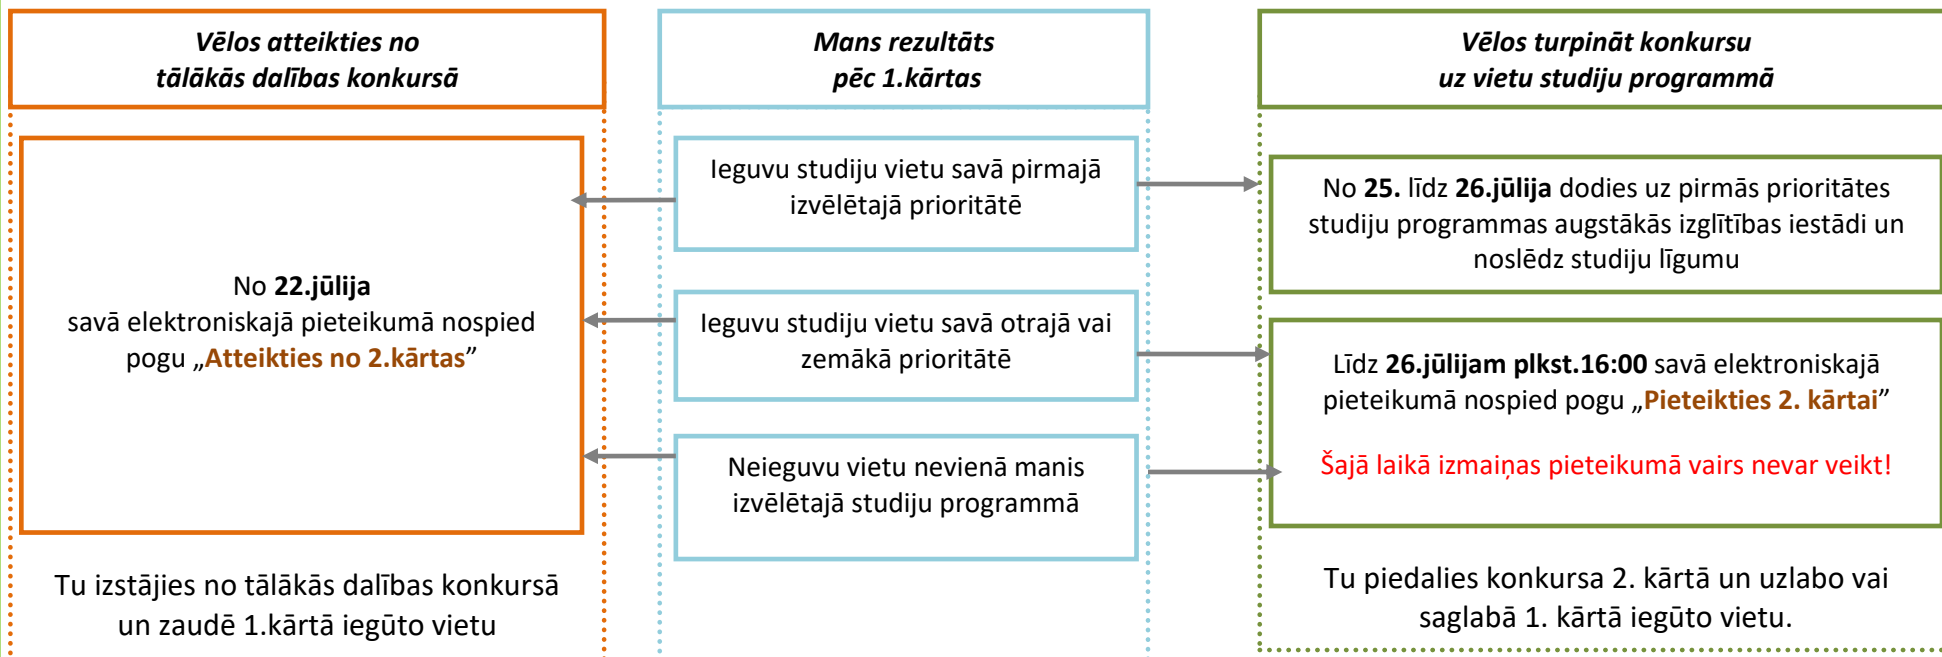 Vēlos atteikties no
tālākās dalības konkursā
No 22.jūlija
savā elektroniskajā pieteikumā nospied
pogu „Atteikties no 2.kārtas”
Tu izstājies no tālākās dalības konkursā
un zaudē 1.kārtā iegūto vietu
Mans rezultāts
pēc 1.kārtas
Ieguvu studiju vietu savā pirmajā
izvēlētajā prioritātē
Ieguvu studiju vietu savā otrajā vai
zemākā prioritātē
Neieguvu vietu nevienā manis
izvēlētajā studiju programmā
Vēlos turpināt konkursu
uz vietu studiju programmā
No 25. līdz 26.jūlija dodies uz pirmās prioritātes
studiju programmas augstākās izglītības iestādi un
noslēdz studiju līgumu
Līdz 26.jūlijam plkst.16:00 savā elektroniskajā
pieteikumā nospied pogu „Pieteikties 2. kārtai”
Šajā laikā izmaiņas pieteikumā vairs nevar veikt!
Tu piedalies konkursa 2. kārtā un uzlabo vai
saglabā 1. kārtā iegūto vietu.